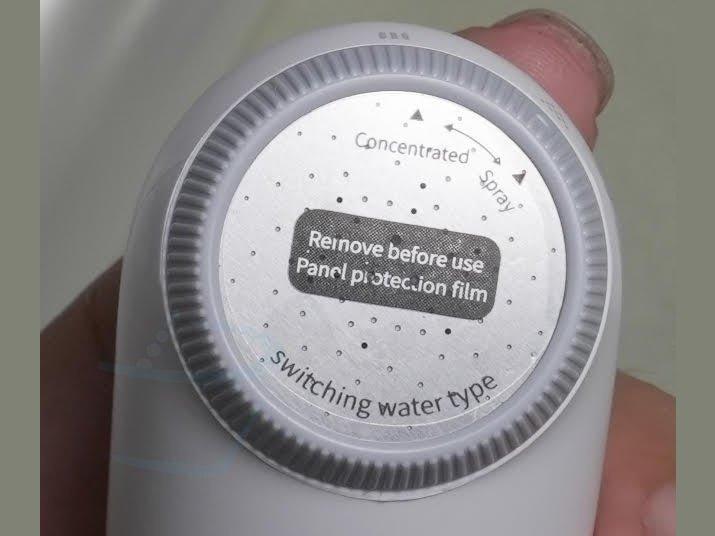 Concentrated
Spray
Remove before use
Panel protection film
switching water type